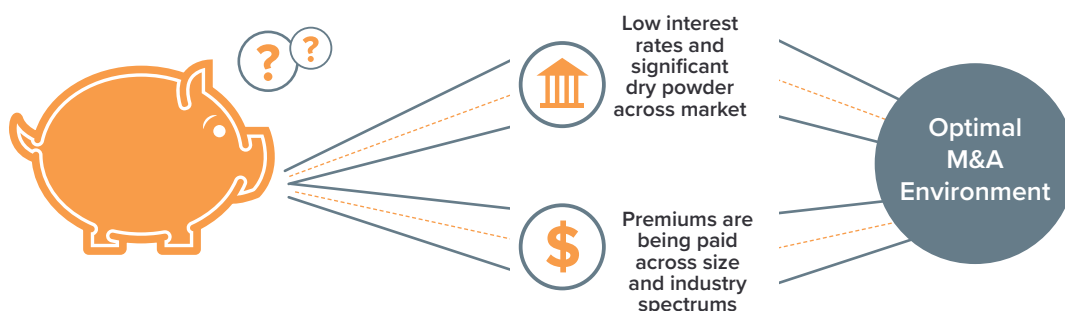 ? ?
Low interest
rates and
significant
dry powder
across market
$
Premiums are
being paid
across size
and industry
spectrums
Optimal
M&A
Environment